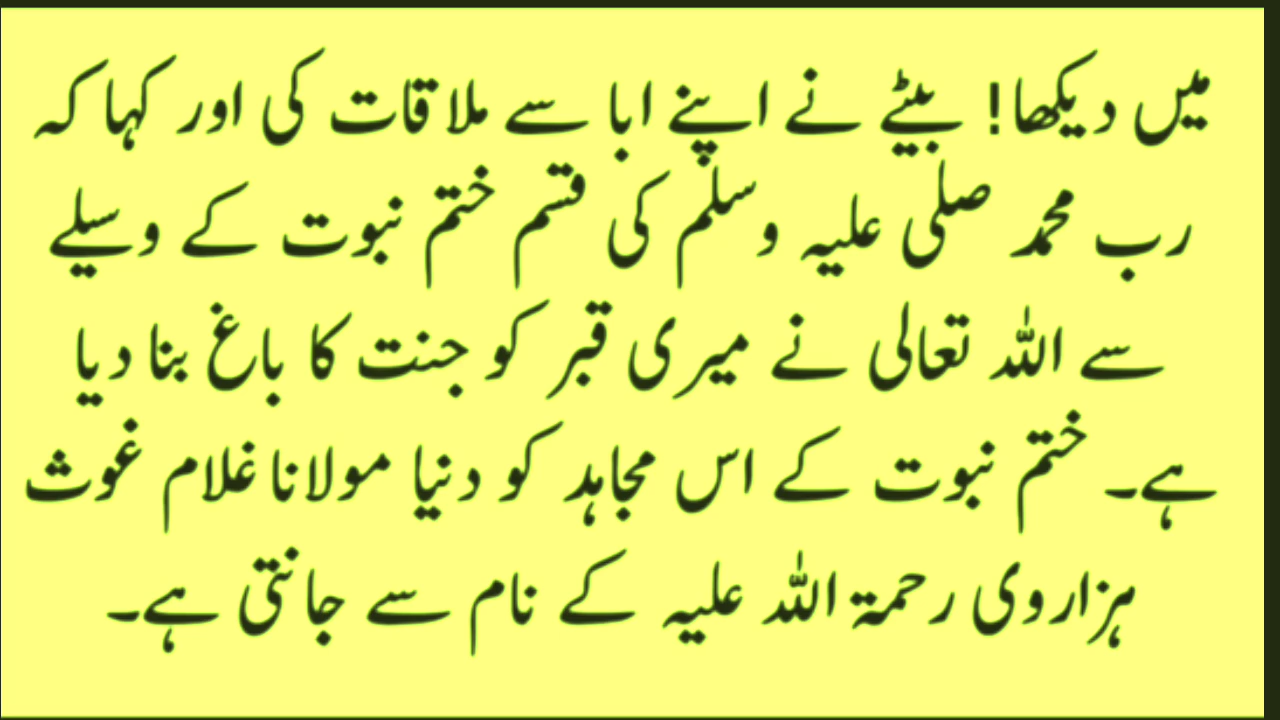 میں دیکھا! بیٹے نے اپنے ابا سے ملاقات کی اور کہا کہ
رب محمد صلی علیہ وسلم کی قسم ختم نبوت کے وسیلے
سے اللہ تعالی نے میری قبر کو جنت کا باغ بنا دیا
ہے۔ ختم نبوت کے اس مجاہد کو دنیا مولانا غلام غوث
ہزاروی رحمۃ اللہ علیہ کے نام سے جانتی ہے۔